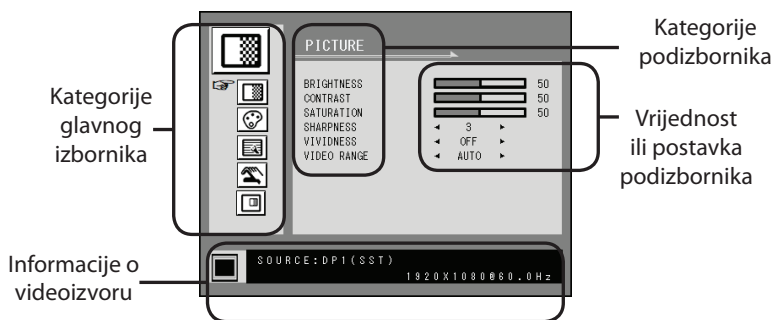 Kategorije
glavnog
izbornika
PICTURE
BRIGHTNESS 50
CONTRAST 50
SATURATION 50
SHARPNESS 3
VIVIDNESS OFF
VIDEO RANGE AUTO
Kategorije
podizbornika
Vrijednost
ili postavka
podizbornika
Informacije o
videoizvoru
SOURCE:DP1(SST)
1920X1080@60.0Hz